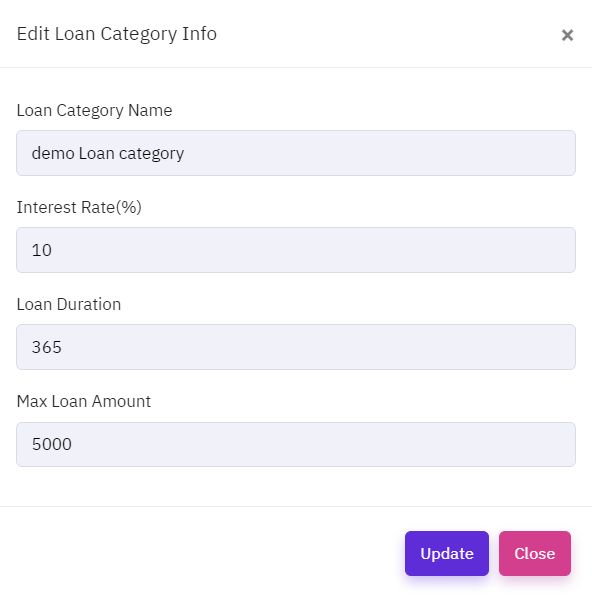 Edit Loan Category Info ×
Loan Category Name
demo Loan category
Interest Rate(%)
10
Loan Duration
365
Max Loan Amount
5000
Update Close